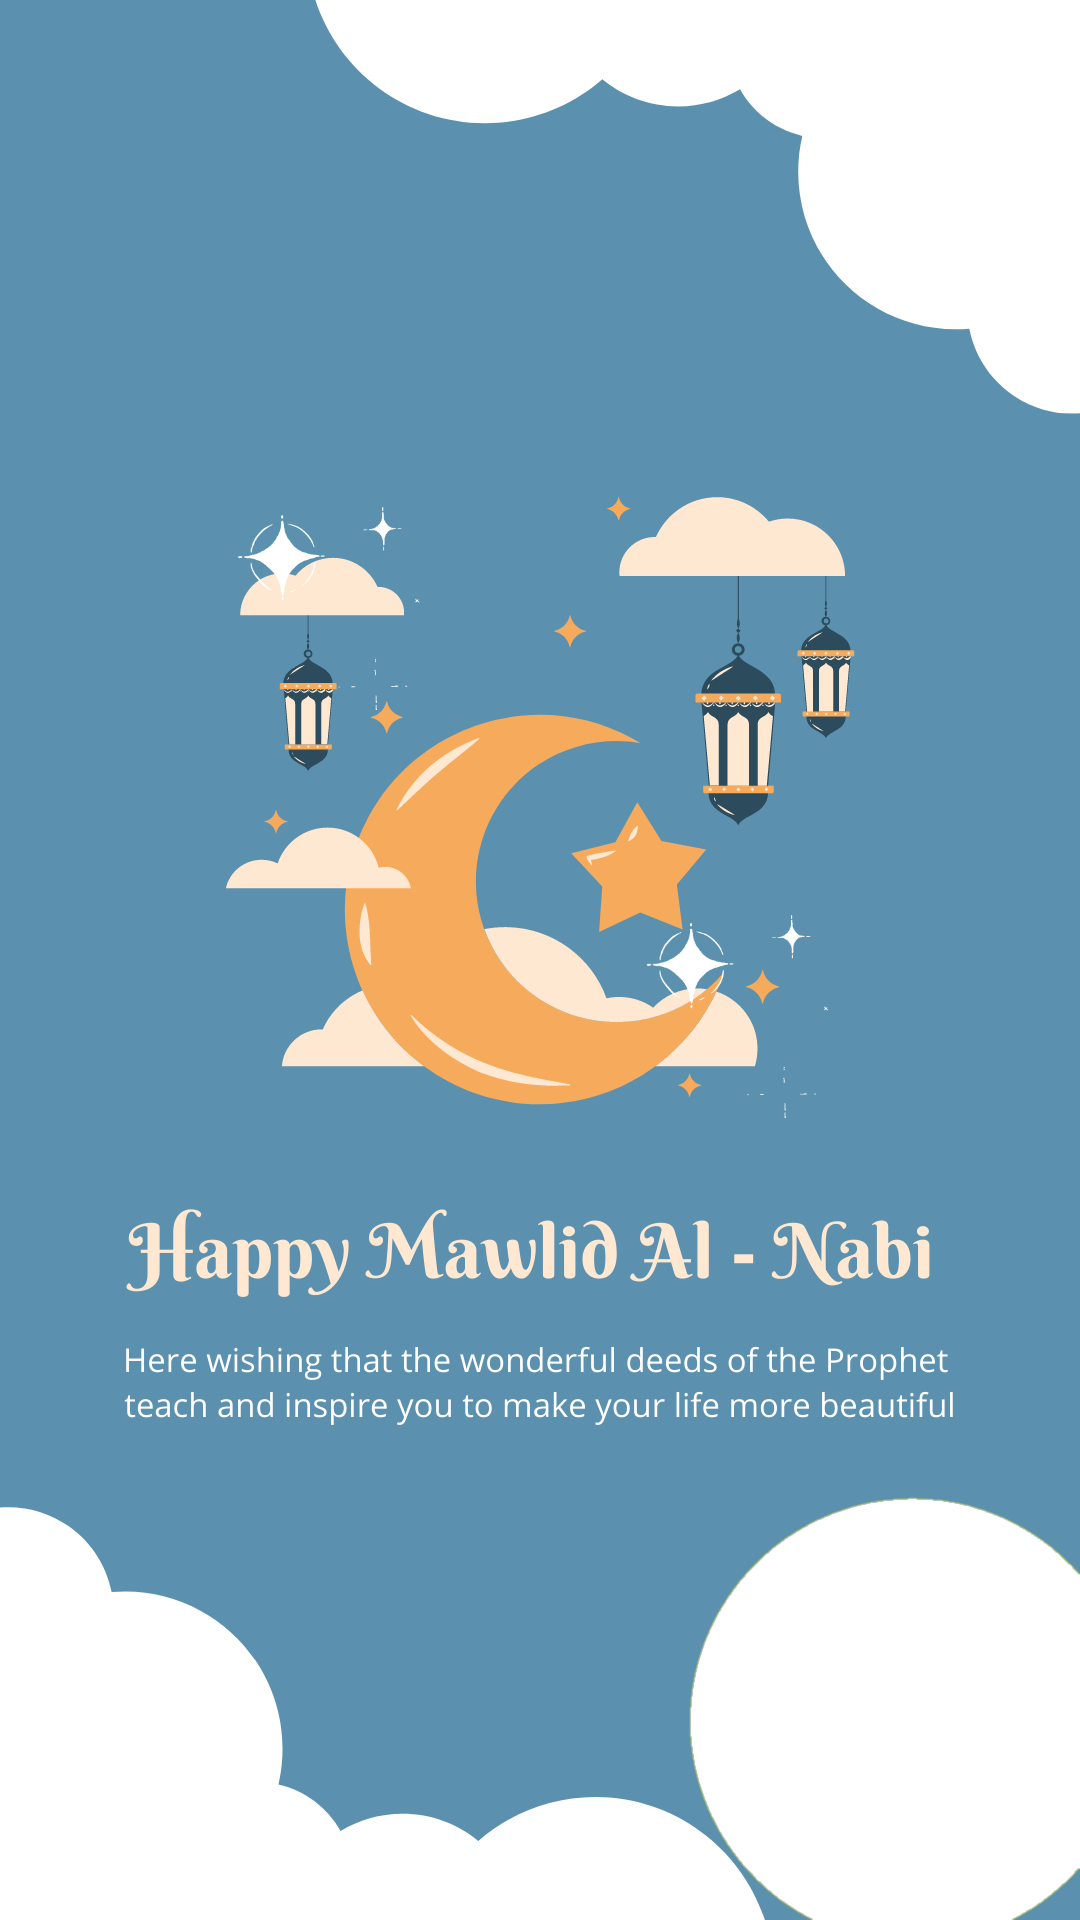 Happy Mawlid Al - Nabi
Here wishing that the wonderful deeds of the Prophet
teach and inspire you to make your life more beautiful